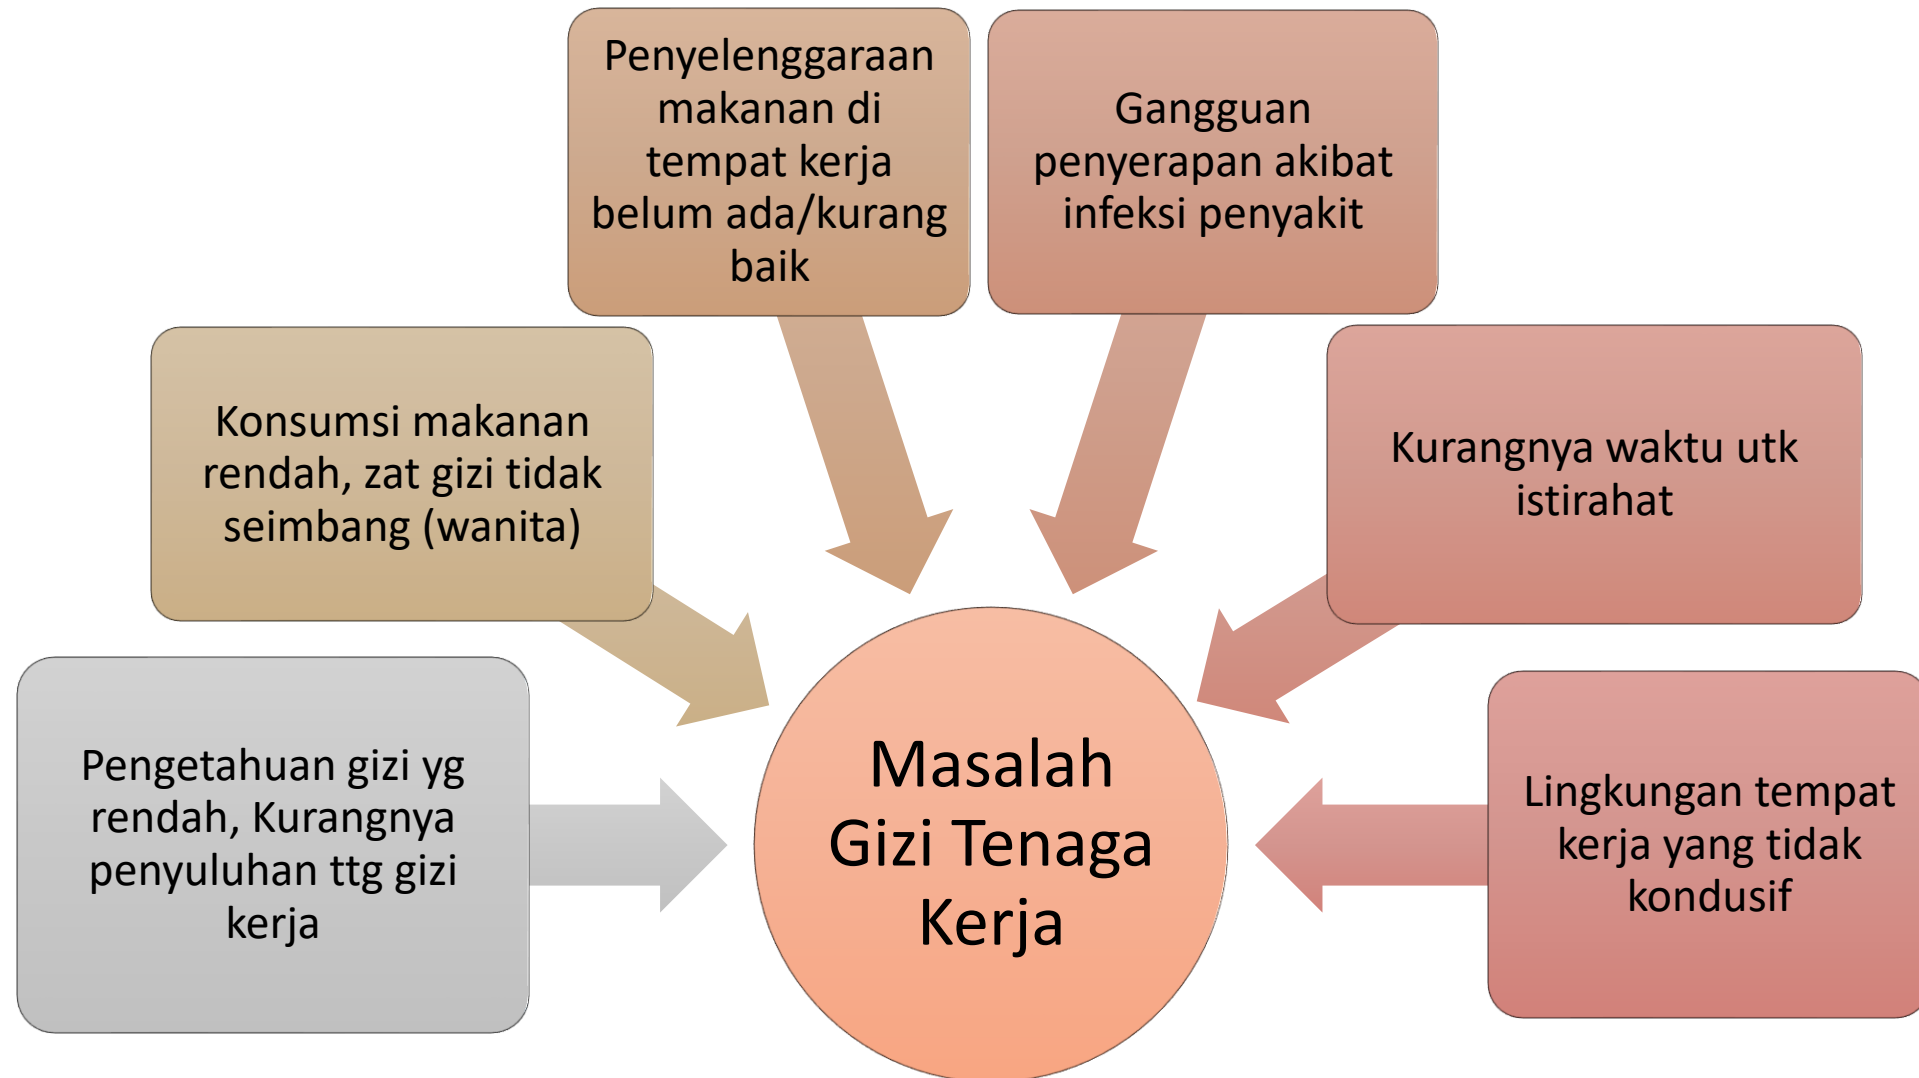 Penyelenggaraan
makanan di
tempat kerja
belum ada/kurang
baik
Gangguan
penyerapan akibat
infeksi penyakit
Konsumsi makanan
rendah, zat gizi tidak
seimbang (wanita)
Kurangnya waktu utk
istirahat
Pengetahuan gizi yg
rendah, Kurangnya
penyuluhan ttg gizi
kerja
Masalah
Gizi Tenaga
Kerja
Lingkungan tempat
kerja yang tidak
kondusif